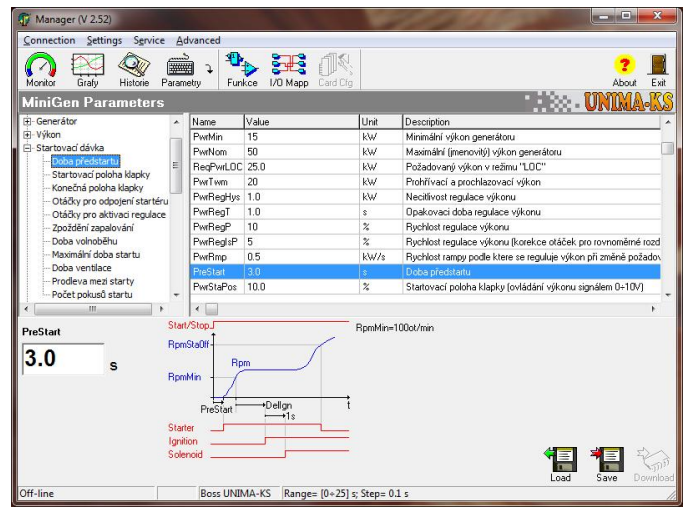 Manager (V 2.52)
Connection Settings Service Advanced
Monitor Grafy Historie Parametry Funkce I/O Mapp Card Cfg About Exit
MiniGen Parameters UNIMA-KS
Generátor
Výkon
Startovací dávka
Doba předstartu
Startovací poloha klapky
Konečná poloha klapky
Otáčky pro odpojení startéru
Otáčky pro aktivaci regulace
Zpoždění zapalování
Doba volnoběhu
Maximální doba startu
Doba ventilace
Prodleva mezi starty
Počet pokusů startu
Name Value Unit Description
PwrMin 15 kW Minimální výkon generátoru
PwrNom 50 kW Maximální (jmenovitý) výkon generátoru
ReqPwrLOC 25.0 kW Požadovaný výkon v režimu "LOC"
PwrTwm 20 kW Prohřívací a prochlazovací výkon
PwrRegHys 1.0 kW Necitlivost regulace výkonu
PwrRegT 1.0 s Opakovaci doba regulace výkonu
PwrRegP 10 % Rychlost regulace výkonu
PwrReglsP 5 % Rychlost regulace výkonu (korekce otáček pro rovnoměrné rozd
PwrRmp 0.5 kW/s Rychlost rampy podle ktere se reguluje výkon při změně požadov
PreStart 3.0 s Doba předstartu
PwrStaPos 10.0 % Startovací poloha klapky (ovládání výkonu signálem 0÷10V)
PreStart
3.0 s
Start/Stop
RpmMin=100ot/min
RpmStaOff
Rpm
RpmMin
PreStart
DelIgn
1s
t
Starter
Ignition
Solenoid
Load Save Download
Off-line Boss UNIMA-KS Range= [0÷25] s; Step= 0.1 s